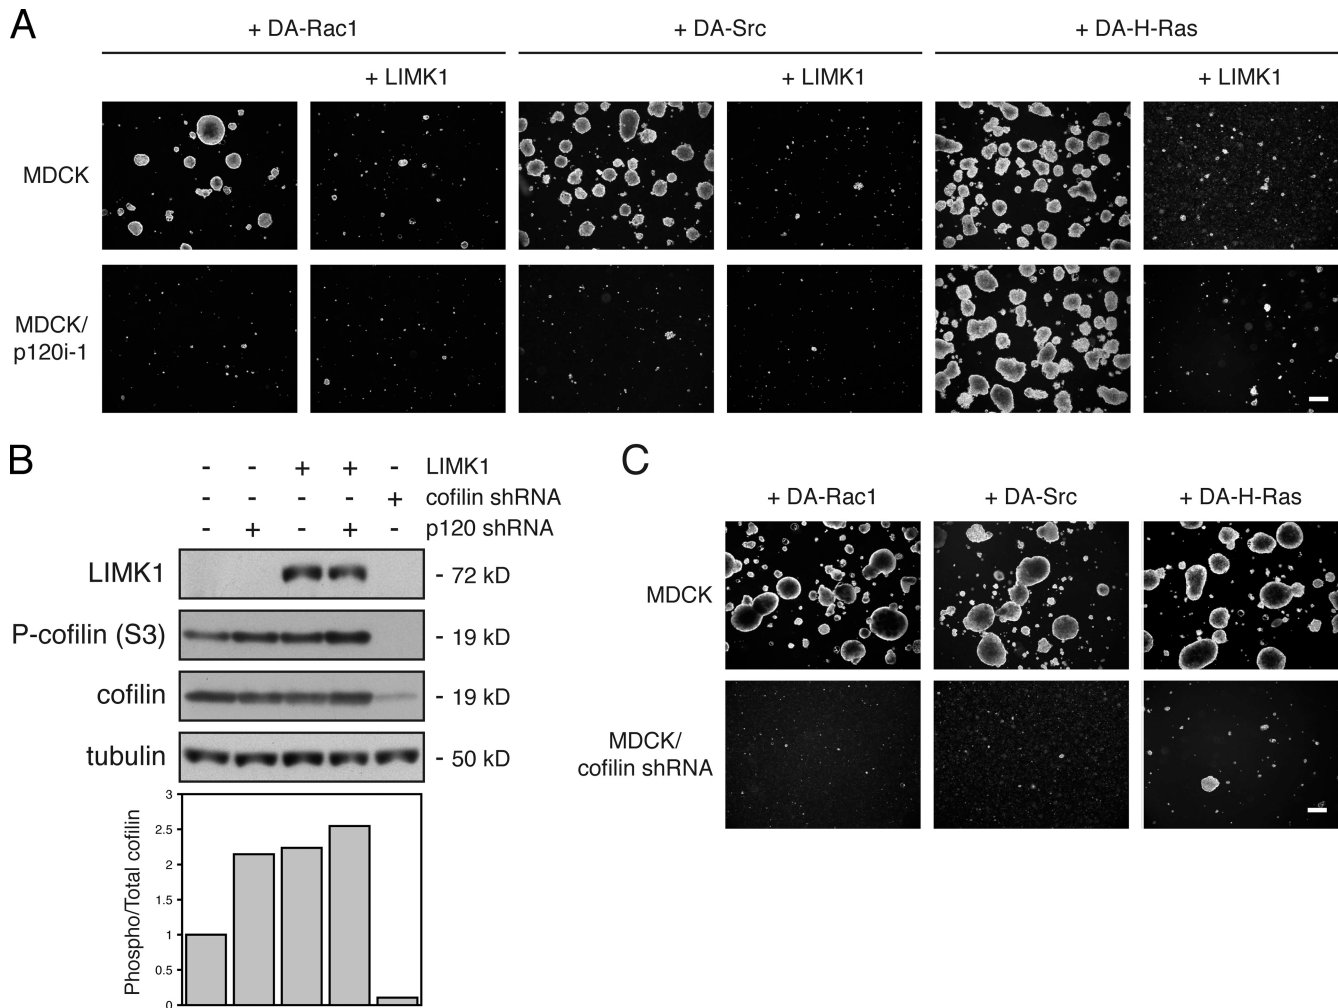 A
+ DA-Rac1 + DA-Src + DA-H-Ras
+ LIMK1 + LIMK1 + LIMK1
MDCK
MDCK/
p120i-1
B
- - + + - LIMK1
- - - - + cofilin shRNA
- + - + - p120 shRNA
LIMK1 - 72 kD
P-cofilin (S3) - 19 kD
cofilin - 19 kD
tubulin - 50 kD
Phospho/Total cofilin
3
2.5
2
1.5
1
0.5
0
C
+ DA-Rac1 + DA-Src + DA-H-Ras
MDCK
MDCK/
cofilin shRNA